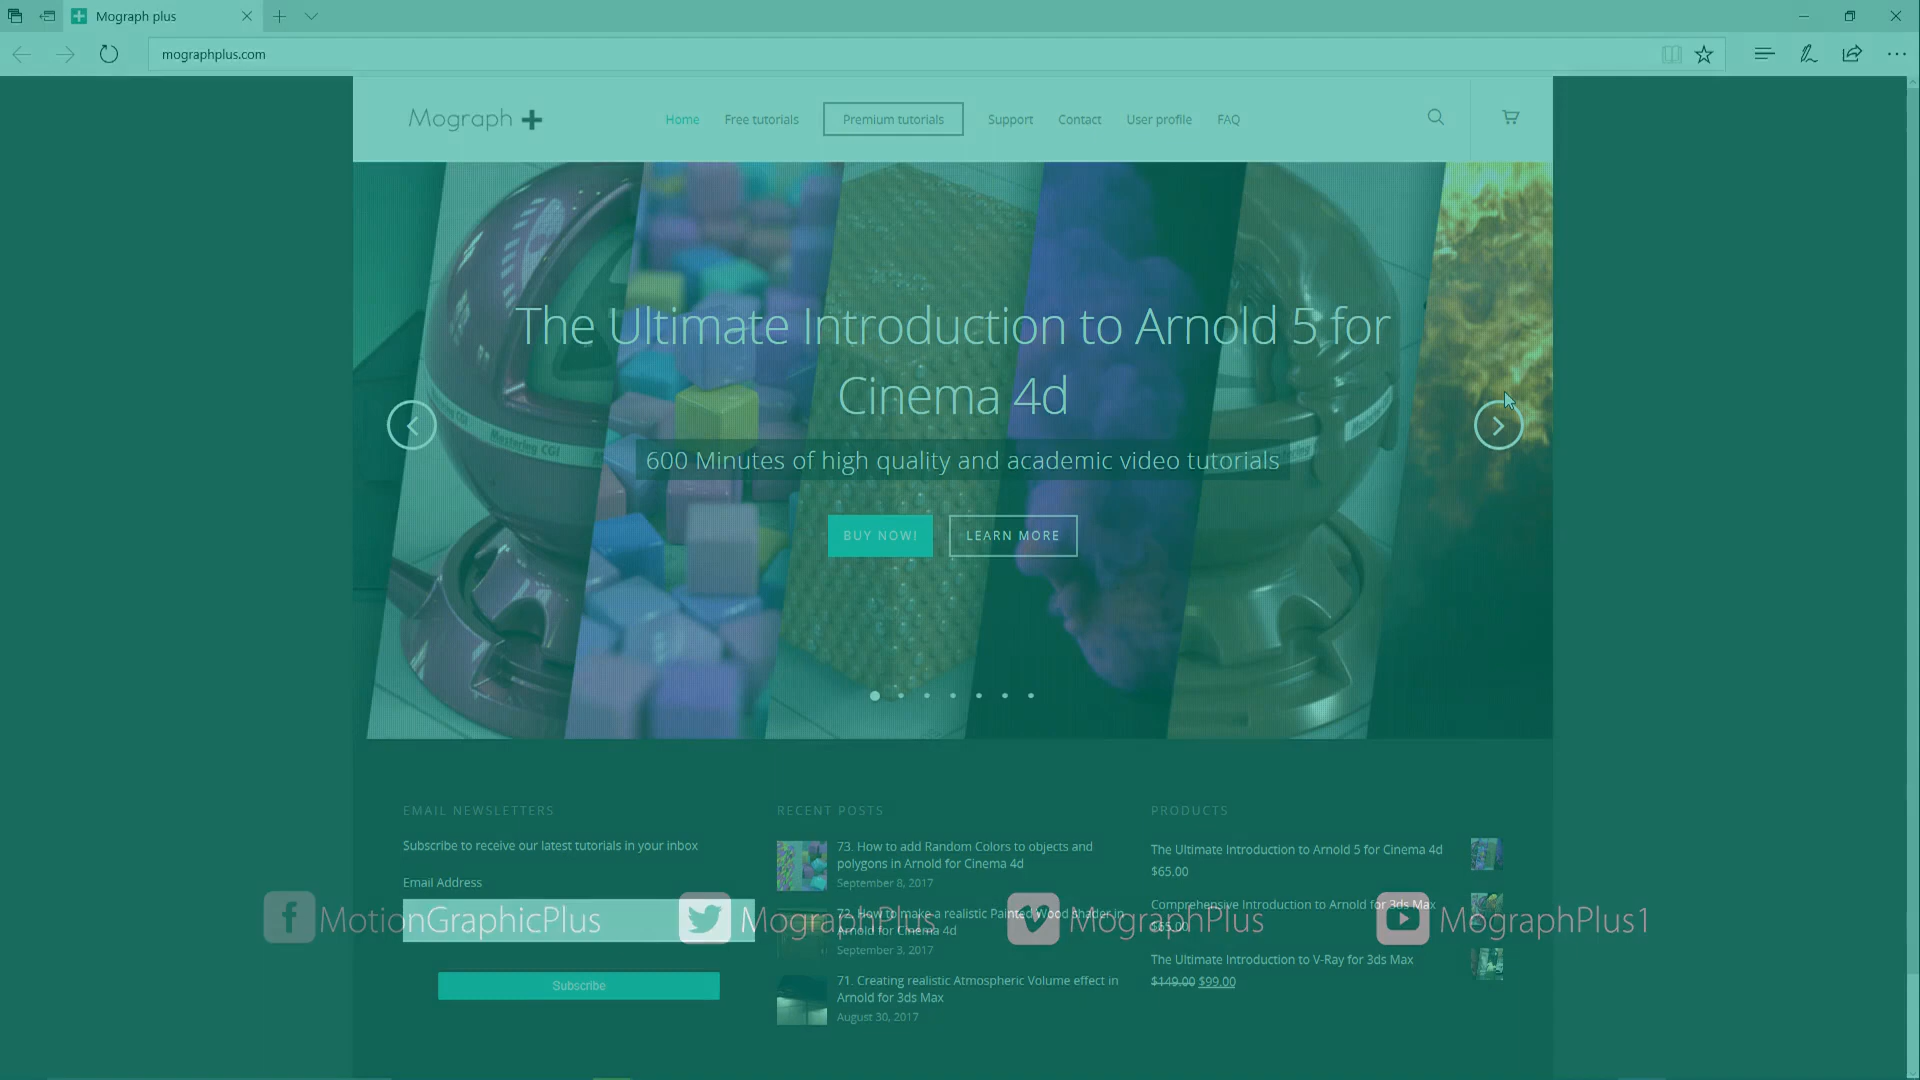 Mograph plus
mographplus.com
Mograph
Home
Free tutorials
Premium tutorials
Support
Contact
User profile
FAQ
The Ultimate Introduction to Arnold 5 for
Cinema 4d
600 Minutes of high quality and academic video tutorials
BUY NOW!
LEARN MORE
Mastering CGI
EMAIL NEWSLETTERS
Subscribe to receive our latest tutorials in your inbox
Email Address
Subscribe
RECENT POSTS
73. How to add Random Colors to objects and
polygons in Arnold for Cinema 4d
September 8, 2017
72. How to make a realistic Painted Wood shader in
Arnold for Cinema 4d
September 3, 2017
71. Creating realistic Atmospheric Volume effect in
Arnold for 3ds Max
August 30, 2017
PRODUCTS
The Ultimate Introduction to Arnold 5 for Cinema 4d
$65.00
Comprehensive Introduction to Arnold for 3ds Max
$65.00
The Ultimate Introduction to V-Ray for 3ds Max
$149.00 $99.00
MotionGraphicPlus
MographPlus
MographPlus
MographPlus1